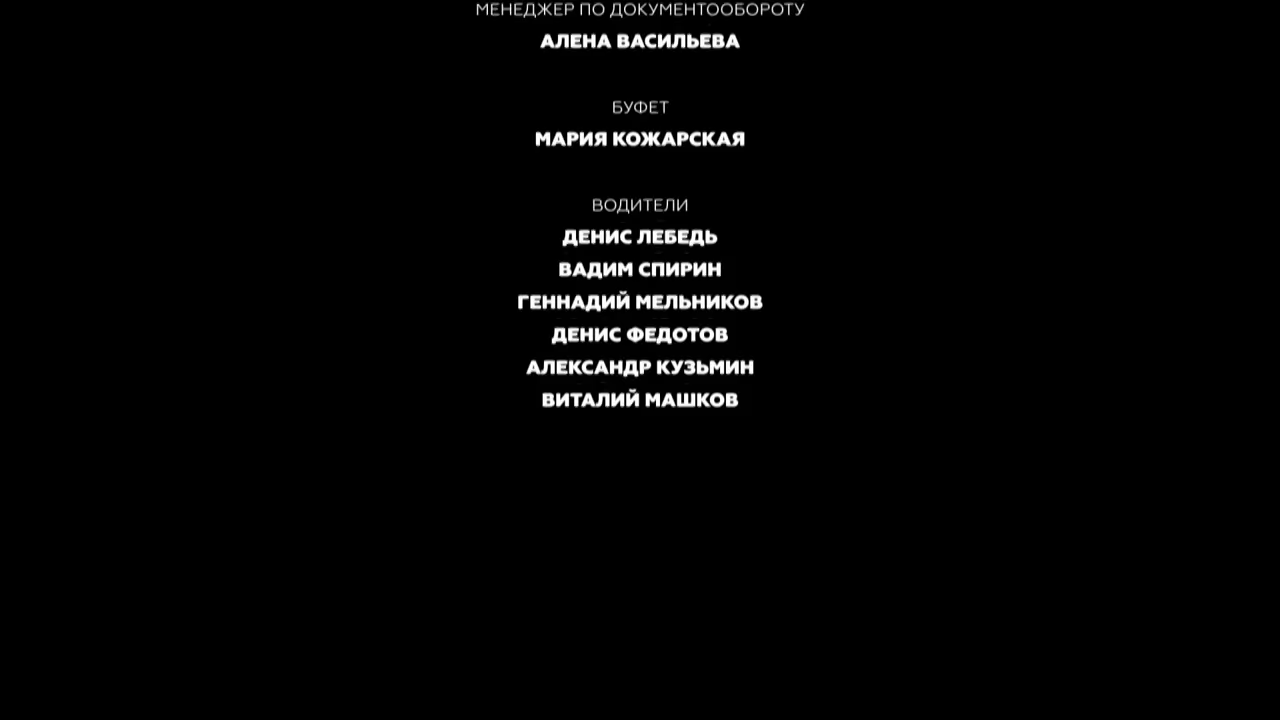 МЕНЕДЖЕР ПО ДОКУМЕНТООБОРОТУ
АЛЕНА ВАСИЛЬЕВА
БУФЕТ
МАРИЯ КОЖАРСКАЯ
ВОДИТЕЛИ
ДЕНИС ЛЕБЕДЬ
ВАДИМ СПИРИН
ГЕННАДИЙ МЕЛЬНИКОВ
ДЕНИС ФЕДОТОВ
АЛЕКСАНДР КУЗЬМИН
ВИТАЛИЙ МАШКОВ